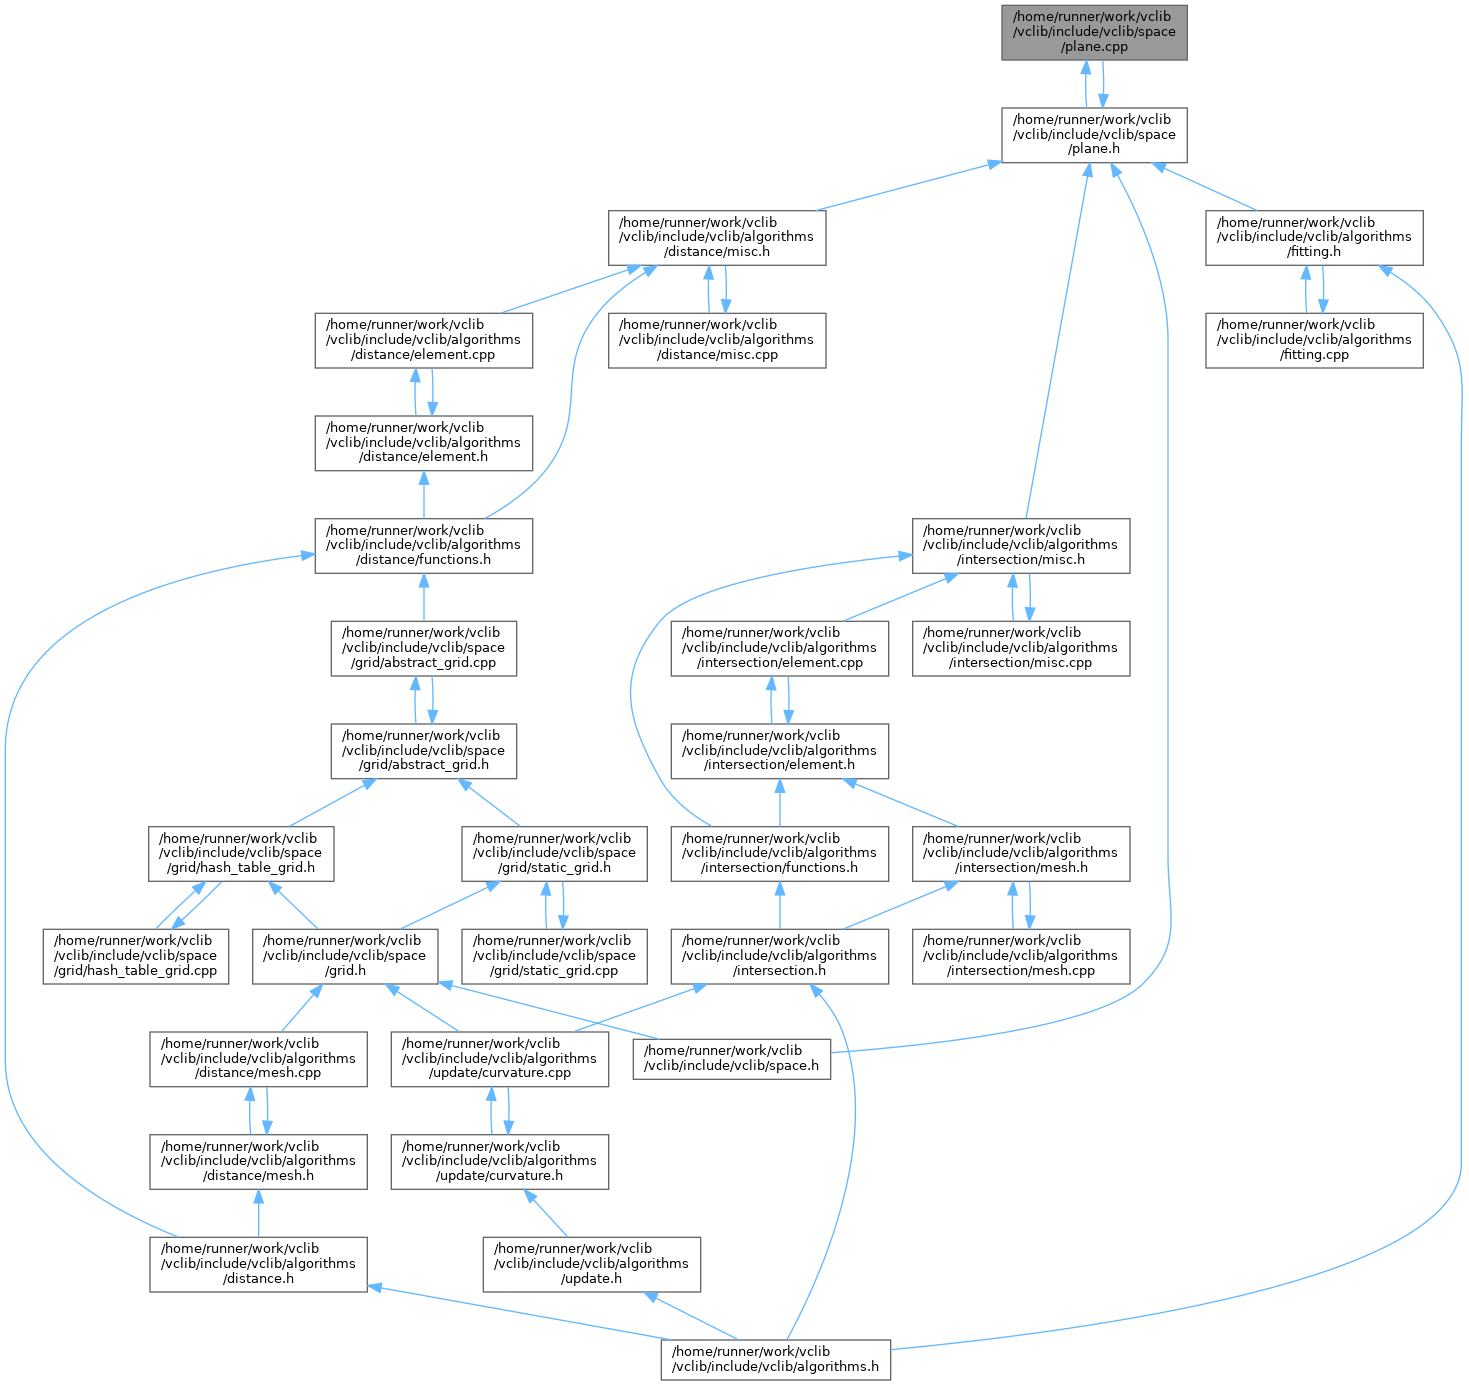 /home/runner/work/vclib
/vclib/include/vclib/space
/plane.cpp
/home/runner/work/vclib
/vclib/include/vclib/space
/plane.h
/home/runner/work/vclib
/vclib/include/vclib/algorithms
/distance/misc.h
/home/runner/work/vclib
/vclib/include/vclib/algorithms
/fitting.h
/home/runner/work/vclib
/vclib/include/vclib/algorithms
/distance/element.cpp
/home/runner/work/vclib
/vclib/include/vclib/algorithms
/distance/misc.cpp
/home/runner/work/vclib
/vclib/include/vclib/algorithms
/fitting.cpp
/home/runner/work/vclib
/vclib/include/vclib/algorithms
/distance/element.h
/home/runner/work/vclib
/vclib/include/vclib/algorithms
/distance/functions.h
/home/runner/work/vclib
/vclib/include/vclib/algorithms
/intersection/misc.h
/home/runner/work/vclib
/vclib/include/vclib/space
/grid/abstract_grid.cpp
/home/runner/work/vclib
/vclib/include/vclib/algorithms
/intersection/element.cpp
/home/runner/work/vclib
/vclib/include/vclib/algorithms
/intersection/misc.cpp
/home/runner/work/vclib
/vclib/include/vclib/space
/grid/abstract_grid.h
/home/runner/work/vclib
/vclib/include/vclib/algorithms
/intersection/element.h
/home/runner/work/vclib
/vclib/include/vclib/space
/grid/hash_table_grid.h
/home/runner/work/vclib
/vclib/include/vclib/space
/grid/static_grid.h
/home/runner/work/vclib
/vclib/include/vclib/algorithms
/intersection/functions.h
/home/runner/work/vclib
/vclib/include/vclib/algorithms
/intersection/mesh.h
/home/runner/work/vclib
/vclib/include/vclib/space
/grid/hash_table_grid.cpp
/home/runner/work/vclib
/vclib/include/vclib/space
/grid.h
/home/runner/work/vclib
/vclib/include/vclib/space
/grid/static_grid.cpp
/home/runner/work/vclib
/vclib/include/vclib/algorithms
/intersection.h
/home/runner/work/vclib
/vclib/include/vclib/algorithms
/intersection/mesh.cpp
/home/runner/work/vclib
/vclib/include/vclib/algorithms
/distance/mesh.cpp
/home/runner/work/vclib
/vclib/include/vclib/algorithms
/update/curvature.cpp
/home/runner/work/vclib
/vclib/include/vclib/space.h
/home/runner/work/vclib
/vclib/include/vclib/algorithms
/distance/mesh.h
/home/runner/work/vclib
/vclib/include/vclib/algorithms
/update/curvature.h
/home/runner/work/vclib
/vclib/include/vclib/algorithms
/distance.h
/home/runner/work/vclib
/vclib/include/vclib/algorithms
/update.h
/home/runner/work/vclib
/vclib/include/vclib/algorithms.h